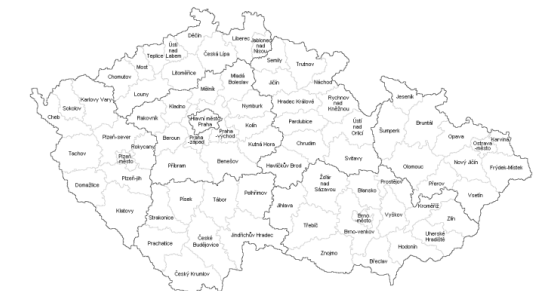 Děčín
Liberec
Jablonec
nad
Nisou
Ústí
nad
Labem
Teplice
Česká Lípa
Semily
Trutnov
Most
Chomutov
Litoměřice
Mladá
Boleslav
Jičín
Náchod
Jeseník
Karlovy Vary
Louny
Mělník
Sokolov
Cheb
Rakovník
Kladno
Hlavní město
Praha
Nymburk
Hradec Králové
Rychnov
nad
Kněžnou
Bruntál
Plzeň-sever
Rokycany
Beroun
Praha
-západ
Praha
-východ
Kolín
Pardubice
Ústí
nad
Orlicí
Šumperk
Opava
Karviná
Ostrava
-město
Tachov
Plzeň
-město
Kutná Hora
Chrudim
Příbram
Benešov
Havlíčkův Brod
Svitavy
Olomouc
Nový Jičín
Frýdek-Místek
Domažlice
Plzeň-jih
Klatovy
Písek
Tábor
Pelhřimov
Jihlava
Žďár
nad
Sázavou
Blansko
Prostějov
Přerov
Vsetín
Strakonice
Kroměříž
Zlín
Prachatice
České
Budějovice
Jindřichův Hradec
Třebíč
Brno-
město
Brno-venkov
Vyškov
Uherské
Hradiště
Hodonín
Znojmo
Břeclav
Český Krumlov